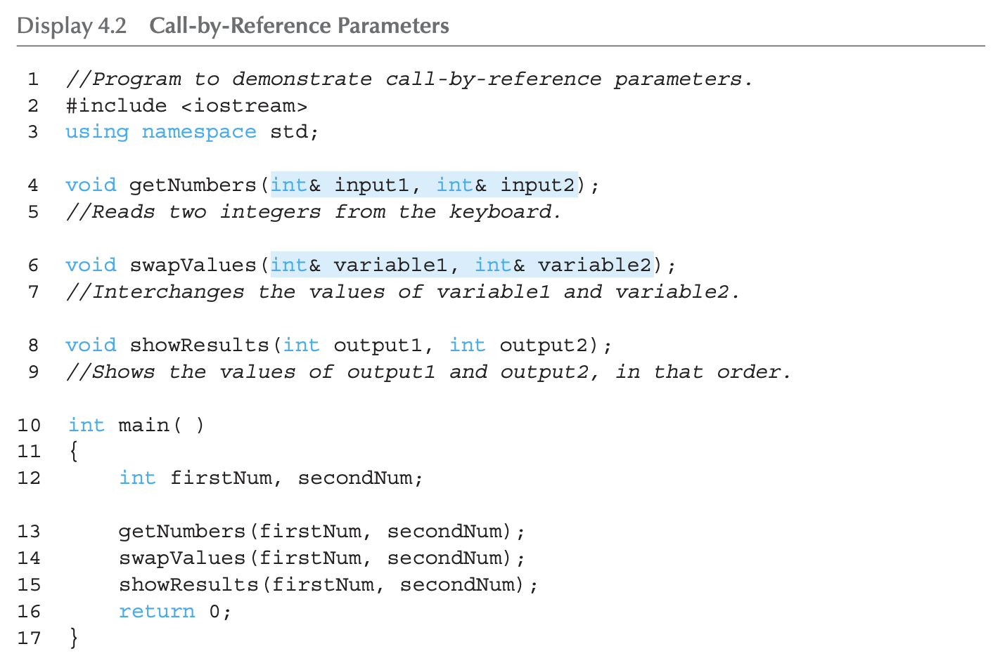 Display 4.2 Call-by-Reference Parameters
1 //Program to demonstrate call-by-reference parameters.
2 #include <iostream>
3 using namespace std;
4 void getNumbers(int& input1, int& input2);
5 //Reads two integers from the keyboard.
6 void swapValues(int& variable1, int& variable2);
7 //Interchanges the values of variable1 and variable2.
8 void showResults(int output1, int output2);
9 //Shows the values of output1 and output2, in that order.
10 int main( )
11 {
12     int firstNum, secondNum;
13     getNumbers(firstNum, secondNum);
14     swapValues(firstNum, secondNum);
15     showResults(firstNum, secondNum);
16     return 0;
17 }